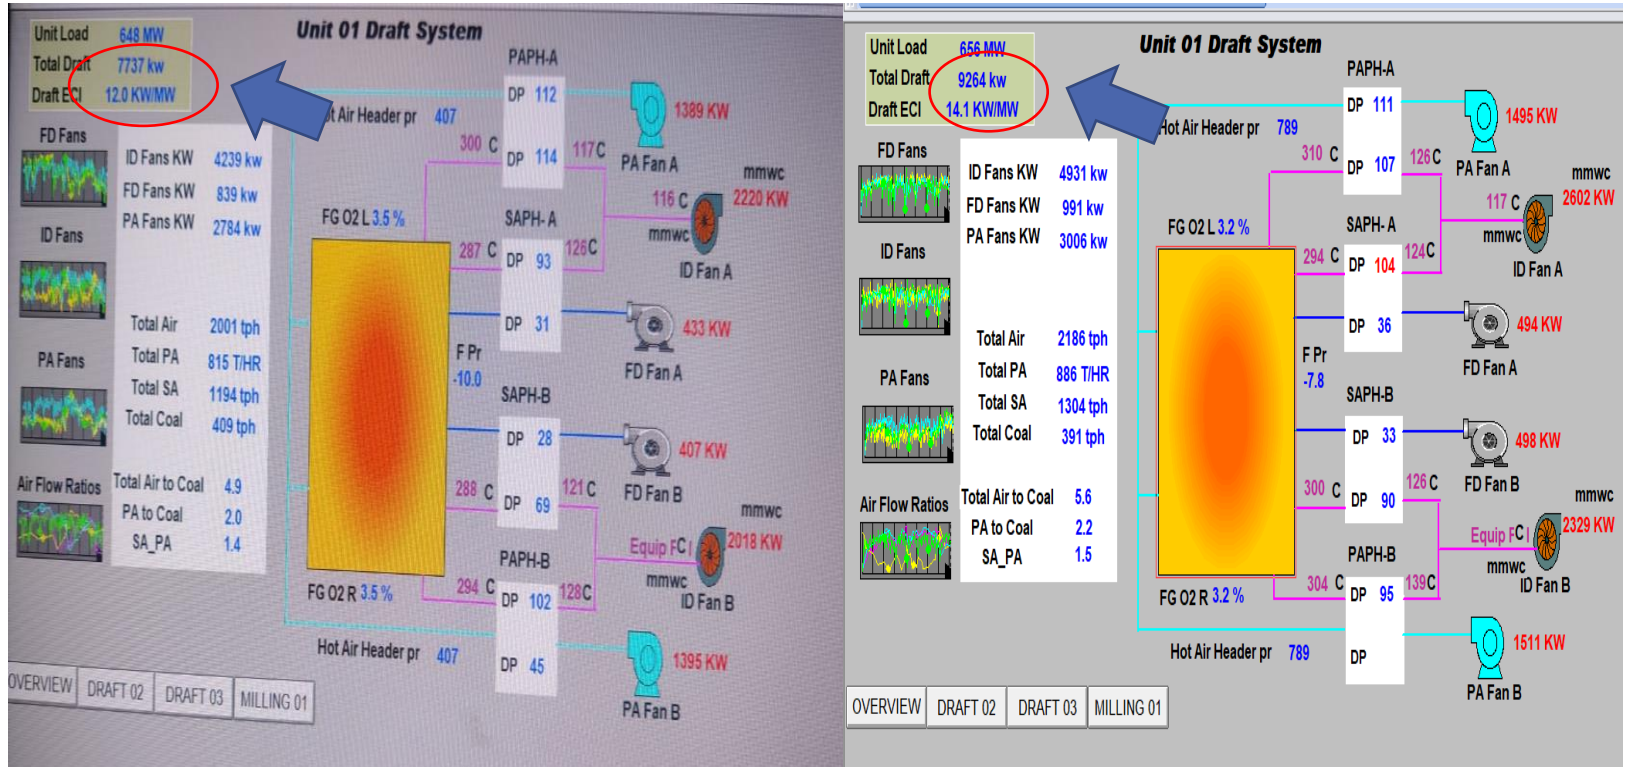 Unit 01 Draft System
Unit Load 648 MW
Total Draft 7737 kw
Draft ECI 12.0 KW/MW
FD Fans
ID Fans
PA Fans
Air Flow Ratios
ID Fans KW 4239 kw
FD Fans KW 839 kw
PA Fans KW 2784 kw
Total Air 2001 tph
Total PA 815 T/HR
Total SA 1194 tph
Total Coal 409 tph
Total Air to Coal 4.9
PA to Coal 2.0
SA_PA 1.4
PAPH-A
DP 112
1389 KW
Air Header pr 407
300 C
DP 114
117C
PA Fan A
mmwc
116 C
2220 KW
FG O2 L 3.5 %
SAPH- A
mmwc
287 C
DP 93
126C
ID Fan A
DP 31
433 KW
F Pr
-10.0
FD Fan A
SAPH-B
DP 28
407 KW
288 C
DP 69
121C
FD Fan B
mmwc
Equip FC
2018 KW
PAPH-B
mmwc
FG O2 R 3.5 %
294 C
DP 102
128C
ID Fan B
Hot Air Header pr 407
DP 45
1395 KW
PA Fan B
OVERVIEW DRAFT 02 DRAFT 03 MILLING 01
Unit 01 Draft System
Unit Load 656 MW
Total Draft 9264 kw
Draft ECI 14.1 KW/MW
FD Fans
ID Fans
PA Fans
Air Flow Ratios
ID Fans KW 4931 kw
FD Fans KW 991 kw
PA Fans KW 3006 kw
Total Air 2186 tph
Total PA 886 T/HR
Total SA 1304 tph
Total Coal 391 tph
Total Air to Coal 5.6
PA to Coal 2.2
SA_PA 1.5
PAPH-A
DP 111
1495 KW
Hot Air Header pr 789
310 C
DP 107
126C
PA Fan A
mmwc
117 C
2602 KW
FG O2 L 3.2 %
SAPH- A
mmwc
294 C
DP 104
124C
ID Fan A
DP 36
494 KW
F Pr
-7.8
FD Fan A
SAPH-B
DP 33
498 KW
300 C
DP 90
126 C
FD Fan B
mmwc
Equip FC
2329 KW
PAPH-B
mmwc
FG O2 R 3.2 %
304 C
DP 95
139C
ID Fan B
Hot Air Header pr 789
DP
1511 KW
PA Fan B
OVERVIEW DRAFT 02 DRAFT 03 MILLING 01